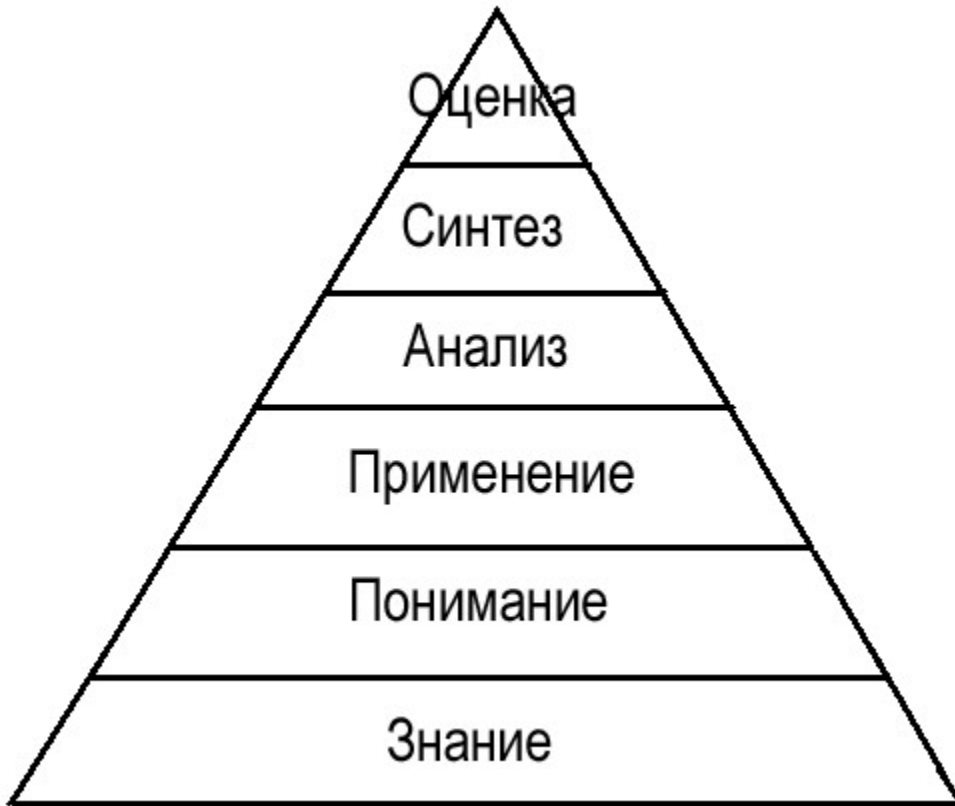 Оценка
Синтез
Анализ
Применение
Понимание
Знание